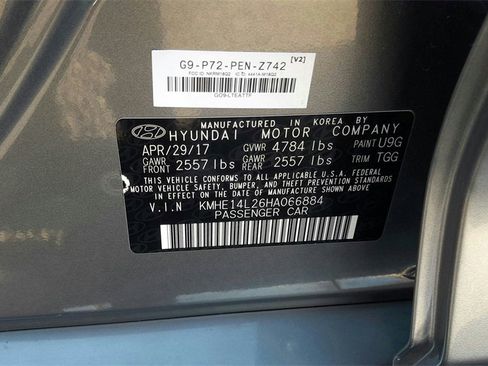 G9-P72-PEN-Z742 [V2]
MANUFACTURED IN KOREA BY
HYUNDAI MOTOR COMPANY
APR/29/17 GVWR 4784 lbs PAINT U9G
GAWR FRONT 2557 lbs GAWR REAR 2557 lbs TRIM TGG
THIS VEHICLE CONFORMS TO ALL APPLICABLE U.S.A. FEDERAL
MOTOR VEHICLE SAFETY, BUMPER, AND THEFT PREVENTION STANDARDS
IN EFFECT ON THE DATE OF MANUFACTURE SHOWN ABOVE.
V.I.N KMHE14L26HA066884
PASSENGER CAR